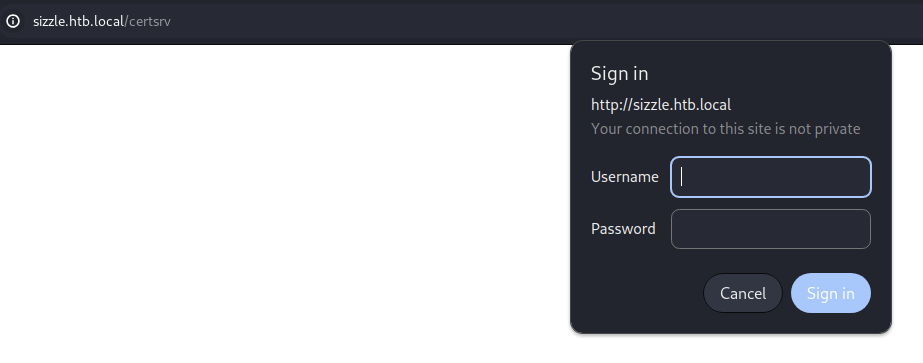 sizzle.htb.local/certsrv
Sign in
http://sizzle.htb.local
Your connection to this site is not private
Username
Password
Cancel
Sign in